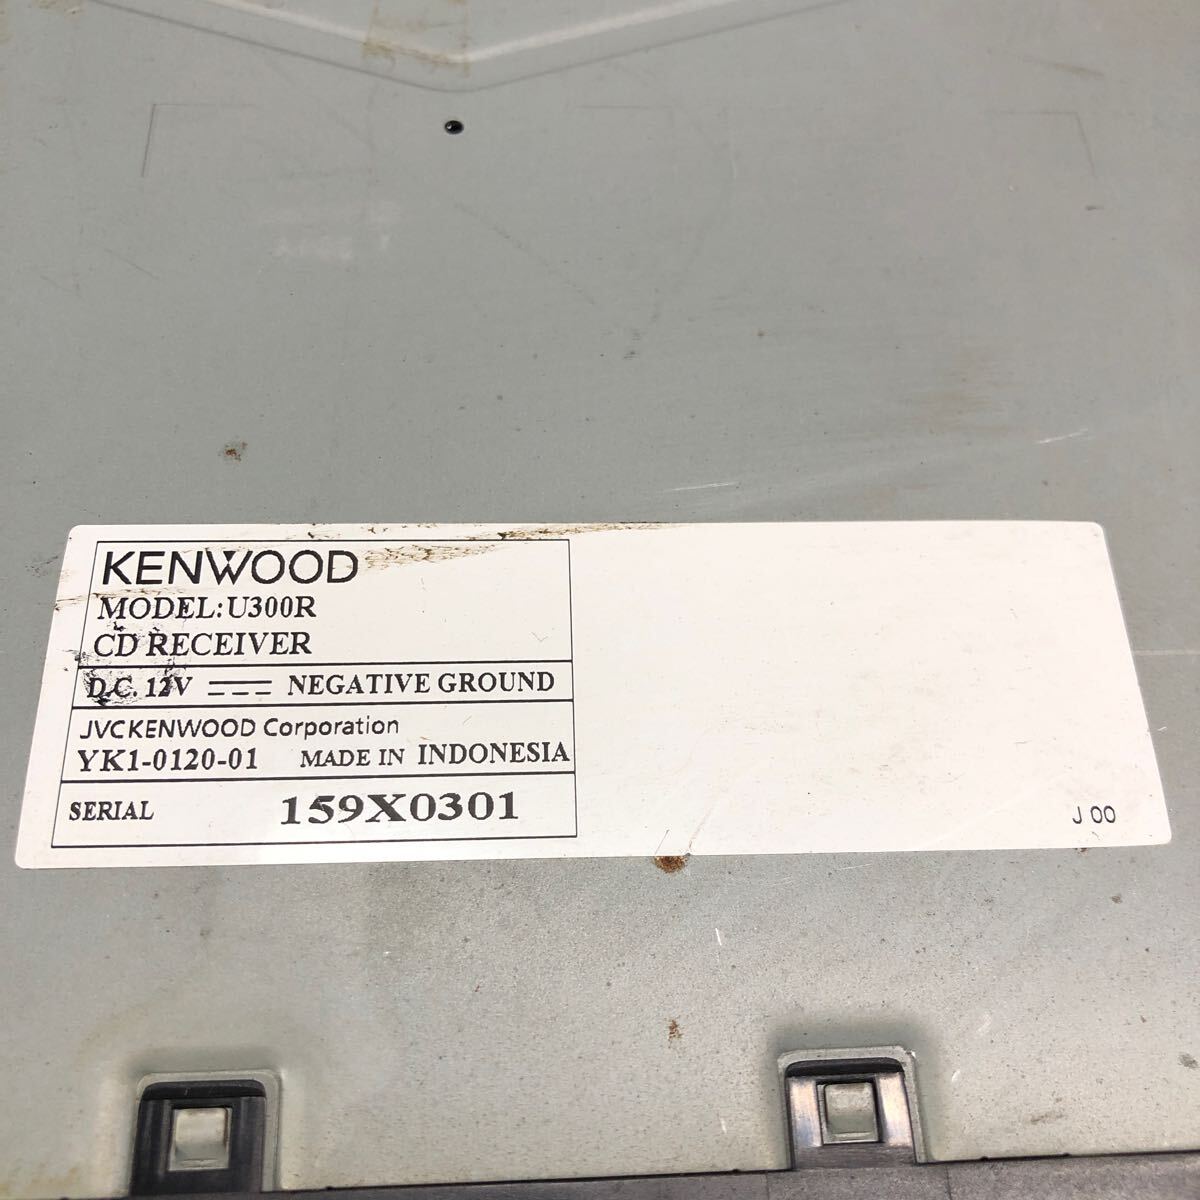 KENWOOD
MODEL:U300R
CD RECEIVER
D.C. 12V NEGATIVE GROUND
JVCKENWOOD Corporation
YK1-0120-01 MADE IN INDONESIA
SERIAL 159X0301
J 00